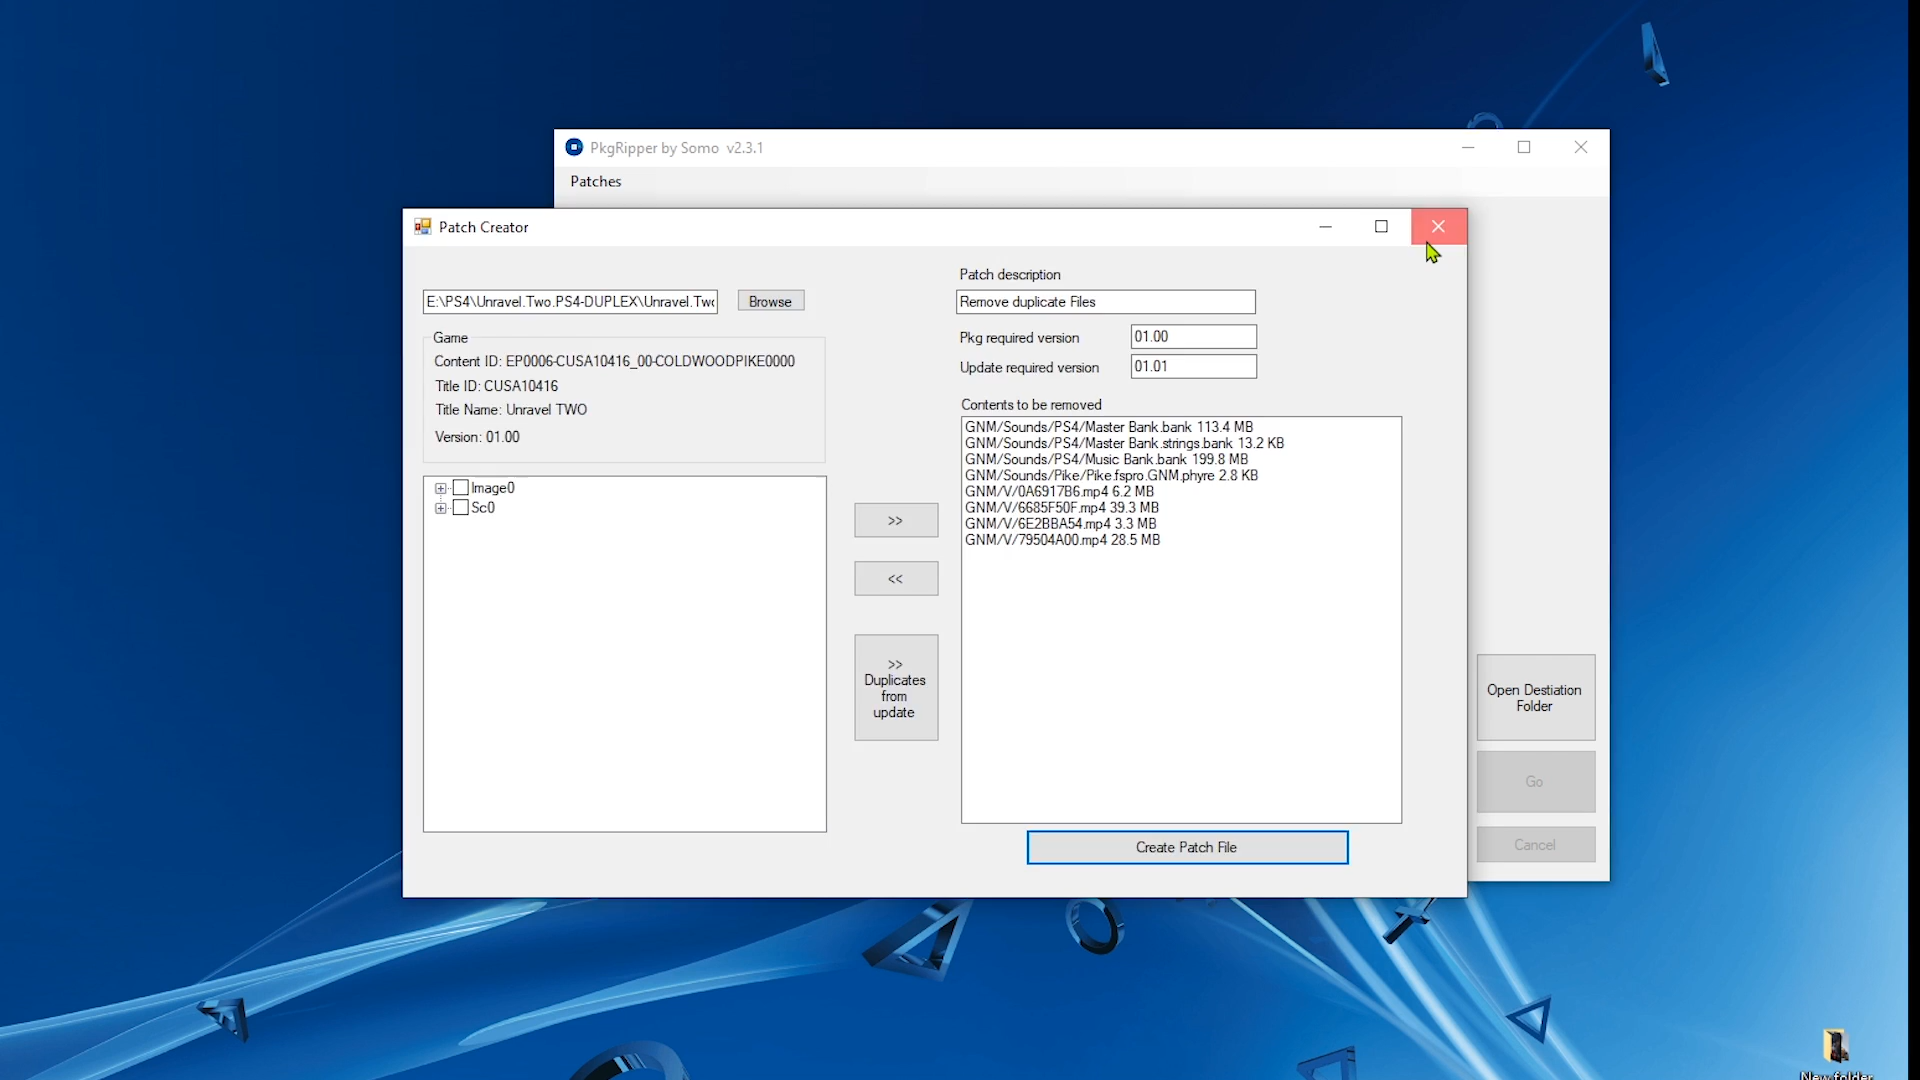 PkgRipper by Somo v2.3.1
Patches
Patch Creator
E:\PS4\Unravel.Two.PS4-DUPLEX\Unravel.Two
Browse
Game
Content ID: EP0006-CUSA10416_00-COLDWOODPIKE0000
Title ID: CUSA10416
Title Name: Unravel TWO
Version: 01.00
Image0
Sc0
>>
<<
>>
Duplicates
from
update
Patch description
Remove duplicate Files
Pkg required version
01.00
Update required version
01.01
Contents to be removed
GNM/Sounds/PS4/Master Bank.bank 113.4 MB
GNM/Sounds/PS4/Master Bank.strings.bank 13.2 KB
GNM/Sounds/PS4/Music Bank.bank 199.8 MB
GNM/Sounds/Pike/Pike.fspro.GNM.phyre 2.8 KB
GNM/V/0A6917B6.mp4 6.2 MB
GNM/V/6685F50F.mp4 39.3 MB
GNM/V/6E2BBA54.mp4 3.3 MB
GNM/V/79504A00.mp4 28.5 MB
Create Patch File
Open Destiation
Folder
Go
Cancel
New folder